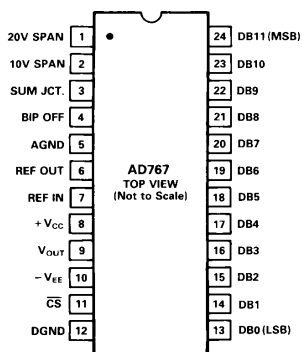 20V SPAN 1
10V SPAN 2
SUM JCT. 3
BIP OFF 4
AGND 5
REF OUT 6
REF IN 7
+ VCC 8
VOUT 9
– VEE 10
C̅S̅ 11
DGND 12
AD767
TOP VIEW
(Not to Scale)
24 DB11 (MSB)
23 DB10
22 DB9
21 DB8
20 DB7
19 DB6
18 DB5
17 DB4
16 DB3
15 DB2
14 DB1
13 DB0 (LSB)